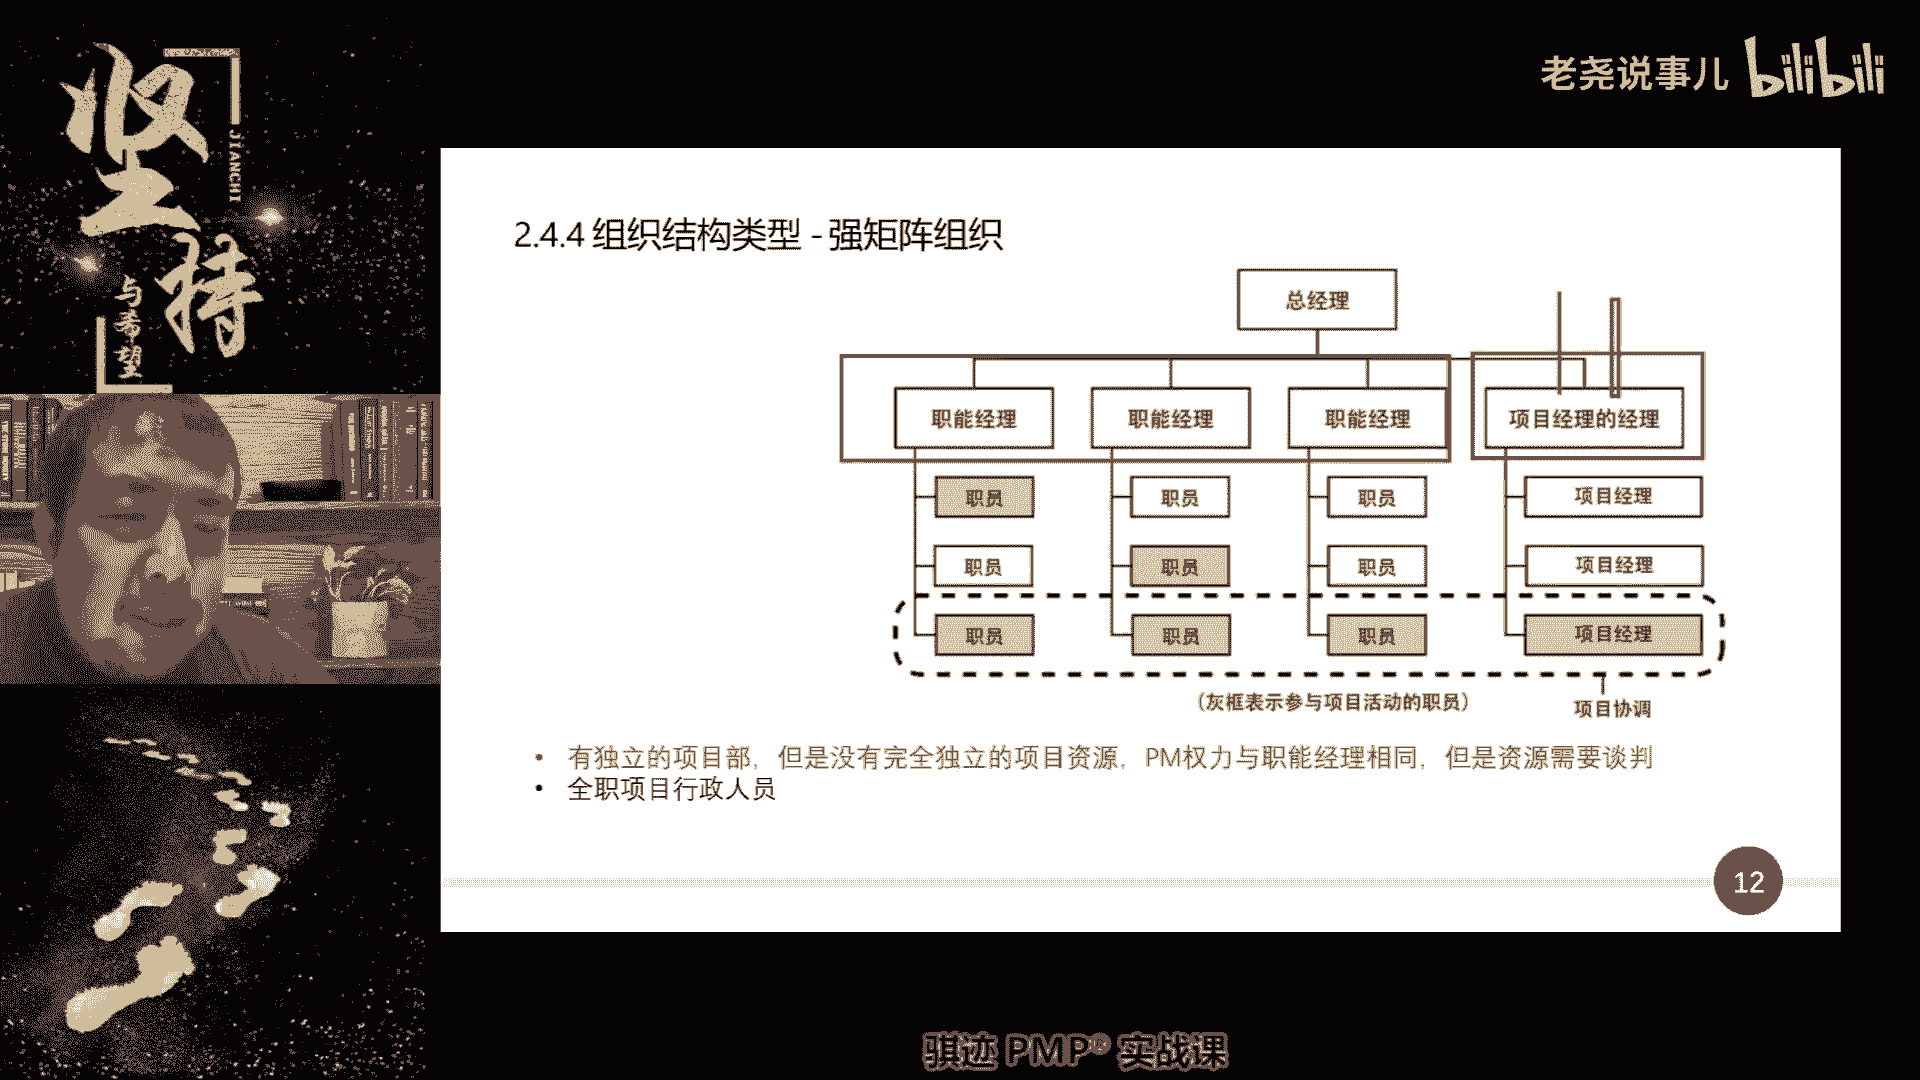 坚持
JIANCHI
与希望
老尧说事儿 bilibili
2.4.4 组织结构类型 - 强矩阵组织
总经理
职能经理 职能经理 职能经理 项目经理的经理
职员 职员 职员 项目经理
职员 职员 职员 项目经理
职员 职员 职员 项目经理
(灰框表示参与项目活动的职员)
项目协调
• 有独立的项目部，但是没有完全独立的项目资源，PM权力与职能经理相同，但是资源需要谈判
• 全职项目行政人员
12
骐迹 PMP® 实战课